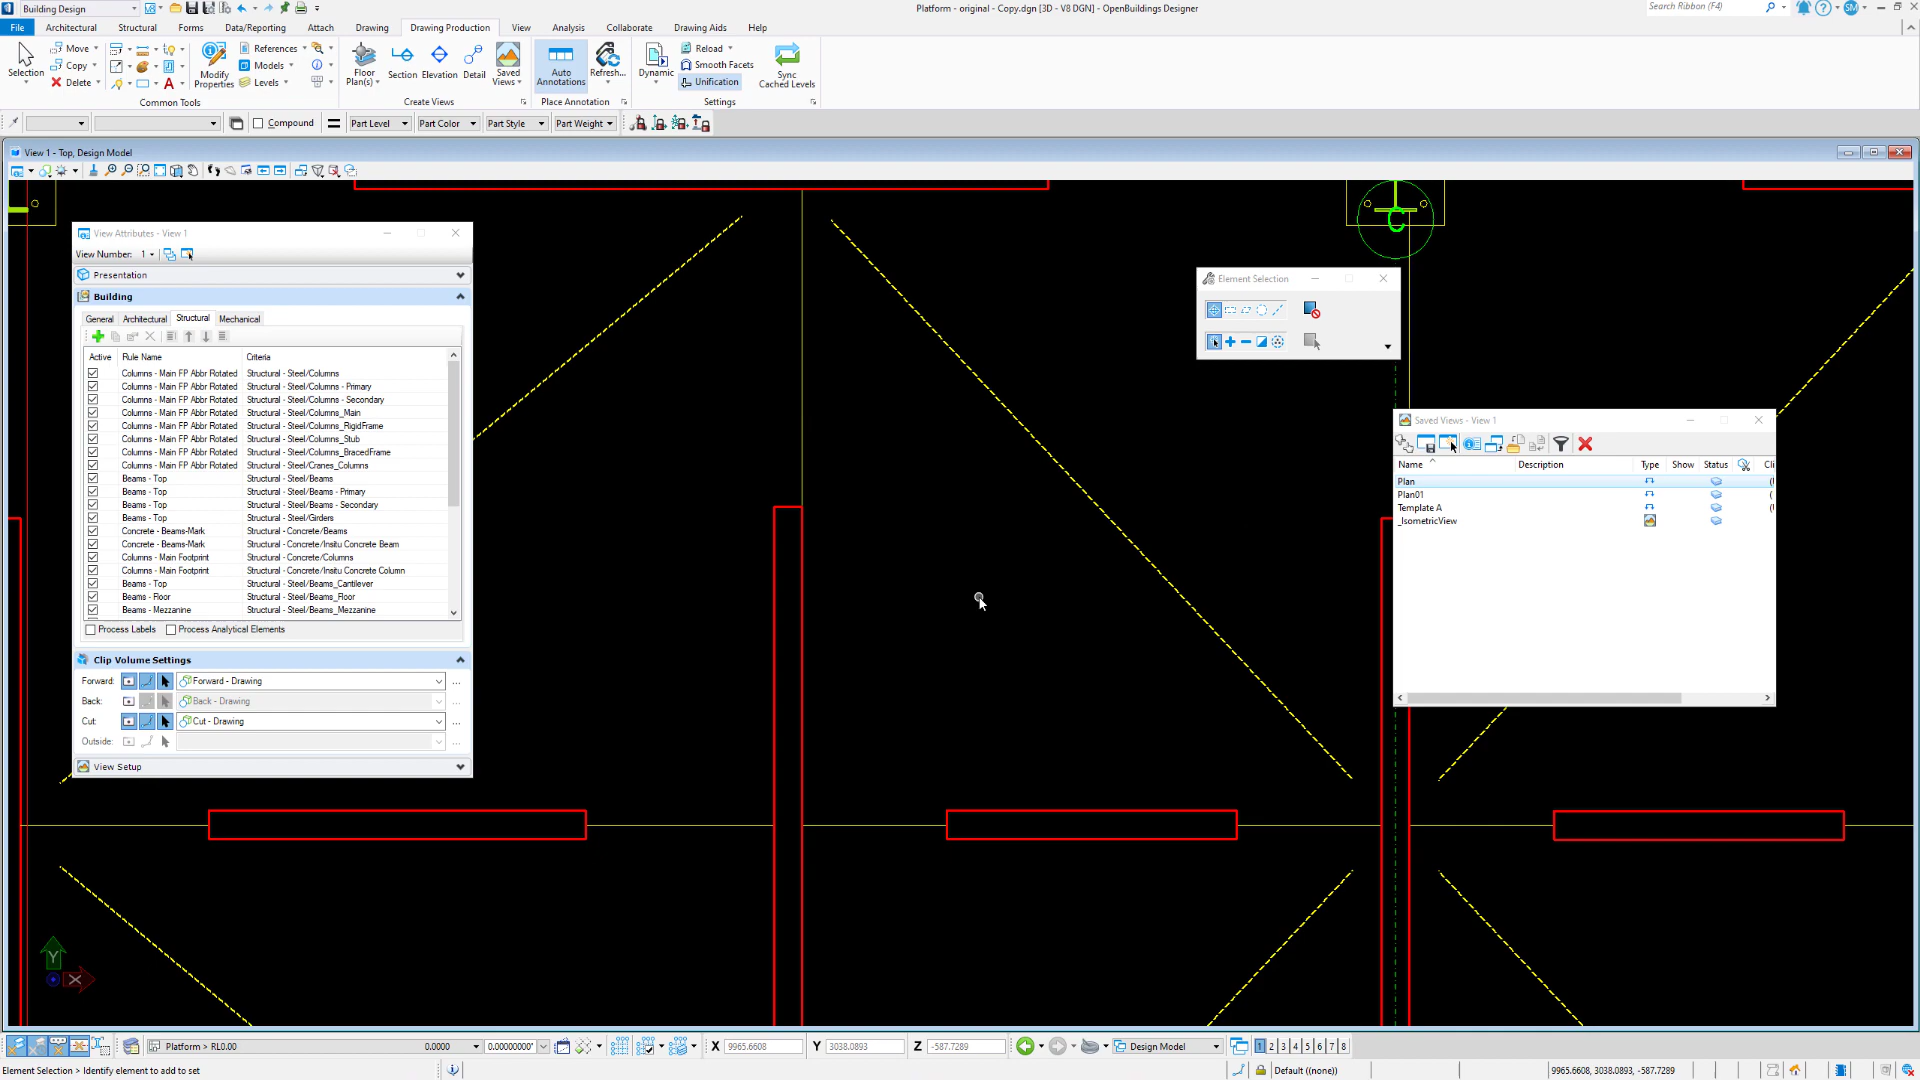 Building Design
Platform - original - Copy.dgn [3D - V8 DGN] - OpenBuildings Designer
Search Ribbon (F4)
SM
File
Architectural
Structural
Forms
Data/Reporting
Attach
Drawing
Drawing Production
View
Analysis
Collaborate
Drawing Aids
Help
Selection
Move
Copy
Delete
Modify Properties
References
Models
Levels
Common Tools
Floor Plan(s)
Section
Elevation
Detail
Saved Views
Create Views
Auto Annotations
Refresh...
Place Annotation
Dynamic
Reload
Smooth Facets
Unification
Sync Cached Levels
Settings
Compound
Part Level
Part Color
Part Style
Part Weight
View 1 - Top, Design Model
View Attributes - View 1
View Number: 1
Presentation
Building
General
Architectural
Structural
Mechanical
Active Rule Name Criteria
Columns - Main FP Abbr Rotated Structural - Steel/Columns
Columns - Main FP Abbr Rotated Structural - Steel/Columns - Primary
Columns - Main FP Abbr Rotated Structural - Steel/Columns - Secondary
Columns - Main FP Abbr Rotated Structural - Steel/Columns_Main
Columns - Main FP Abbr Rotated Structural - Steel/Columns_RigidFrame
Columns - Main FP Abbr Rotated Structural - Steel/Columns_Stub
Columns - Main FP Abbr Rotated Structural - Steel/Columns_BracedFrame
Columns - Main FP Abbr Rotated Structural - Steel/Cranes_Columns
Beams - Top Structural - Steel/Beams
Beams - Top Structural - Steel/Beams - Primary
Beams - Top Structural - Steel/Beams - Secondary
Beams - Top Structural - Steel/Girders
Concrete - Beams-Mark Structural - Concrete/Beams
Concrete - Beams-Mark Structural - Concrete/Insitu Concrete Beam
Columns - Main Footprint Structural - Concrete/Columns
Columns - Main Footprint Structural - Concrete/Insitu Concrete Column
Beams - Top Structural - Steel/Beams_Cantilever
Beams - Floor Structural - Steel/Beams_Floor
Beams - Mezzanine Structural - Steel/Beams_Mezzanine
Process Labels Process Analytical Elements
Clip Volume Settings
Forward: Forward - Drawing ...
Back: Back - Drawing ...
Cut: Cut - Drawing ...
Outside: ...
View Setup
C
Element Selection
Saved Views - View 1
Name Description Type Show Status Cli
Plan
Plan01
Template A
_IsometricView
Y
X
Platform > RL0.00 0.0000 0.00000000°
X 9965.6608 Y 3038.0893 Z -587.7289
Design Model
1 2 3 4 5 6 7 8
Element Selection > Identify element to add to set
Default ((none))
9965.6608, 3038.0893, -587.7289